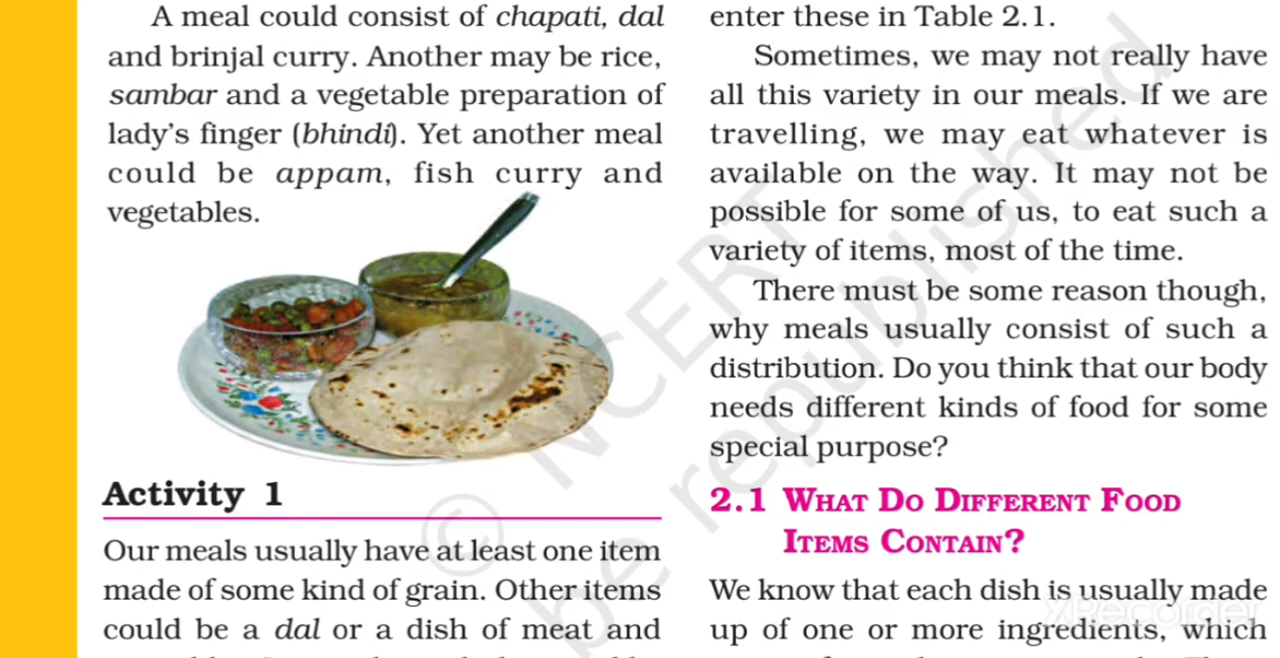 A meal could consist of chapati, dal
and brinjal curry. Another may be rice,
sambar and a vegetable preparation of
lady's finger (bhindi). Yet another meal
could be appam, fish curry and
vegetables.
Activity 1
Our meals usually have at least one item
made of some kind of grain. Other items
could be a dal or a dish of meat and
enter these in Table 2.1.
Sometimes, we may not really have
all this variety in our meals. If we are
travelling, we may eat whatever is
available on the way. It may not be
possible for some of us, to eat such a
variety of items, most of the time.
There must be some reason though,
why meals usually consist of such a
distribution. Do you think that our body
needs different kinds of food for some
special purpose?
2.1 WHAT DO DIFFERENT FOOD
ITEMS CONTAIN?
We know that each dish is usually made
up of one or more ingredients, which
© NCERT
be republished
XRecorder